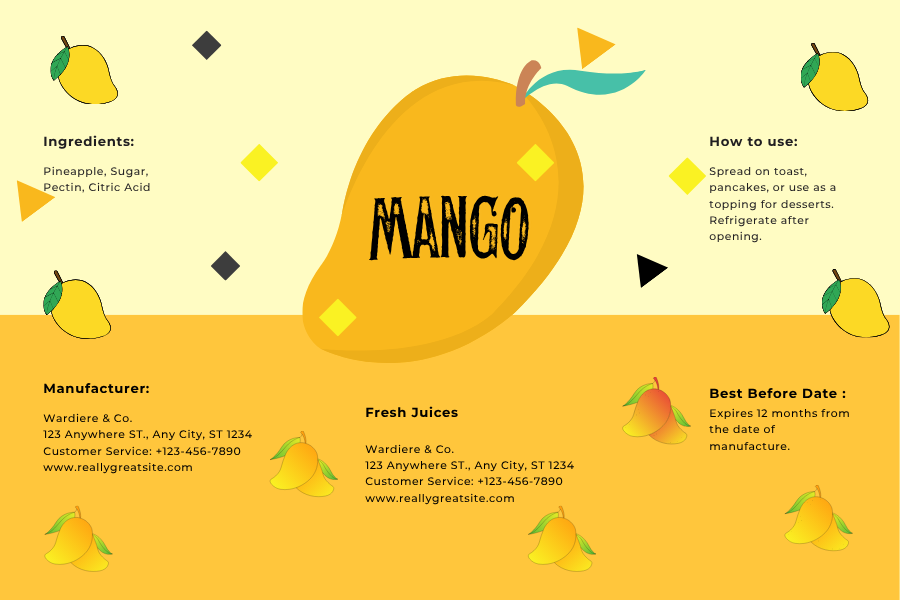 Ingredients:
Pineapple, Sugar,
Pectin, Citric Acid
MANGO
How to use:
Spread on toast,
pancakes, or use as a
topping for desserts.
Refrigerate after
opening.
Manufacturer:
Wardiere & Co.
123 Anywhere ST., Any City, ST 1234
Customer Service: +123-456-7890
www.reallygreatsite.com
Fresh Juices
Wardiere & Co.
123 Anywhere ST., Any City, ST 1234
Customer Service: +123-456-7890
www.reallygreatsite.com
Best Before Date :
Expires 12 months from
the date of
manufacture.